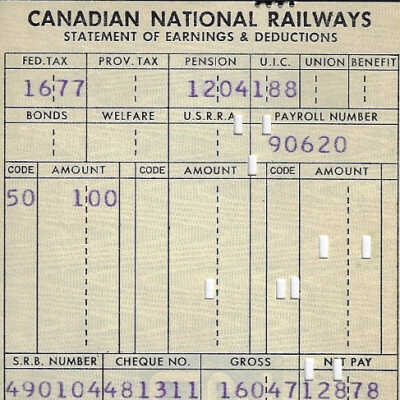 CANADIAN NATIONAL RAILWAYS
STATEMENT OF EARNINGS & DEDUCTIONS
FED. TAX PROV. TAX PENSION U.I.C. UNION BENEFIT
1677 1204 188
BONDS WELFARE U.S.R.R.A. PAYROLL NUMBER
90620
CODE AMOUNT CODE AMOUNT CODE AMOUNT
50 100
S.R.B. NUMBER CHEQUE NO. GROSS NET PAY
490104 481311 16047 12878